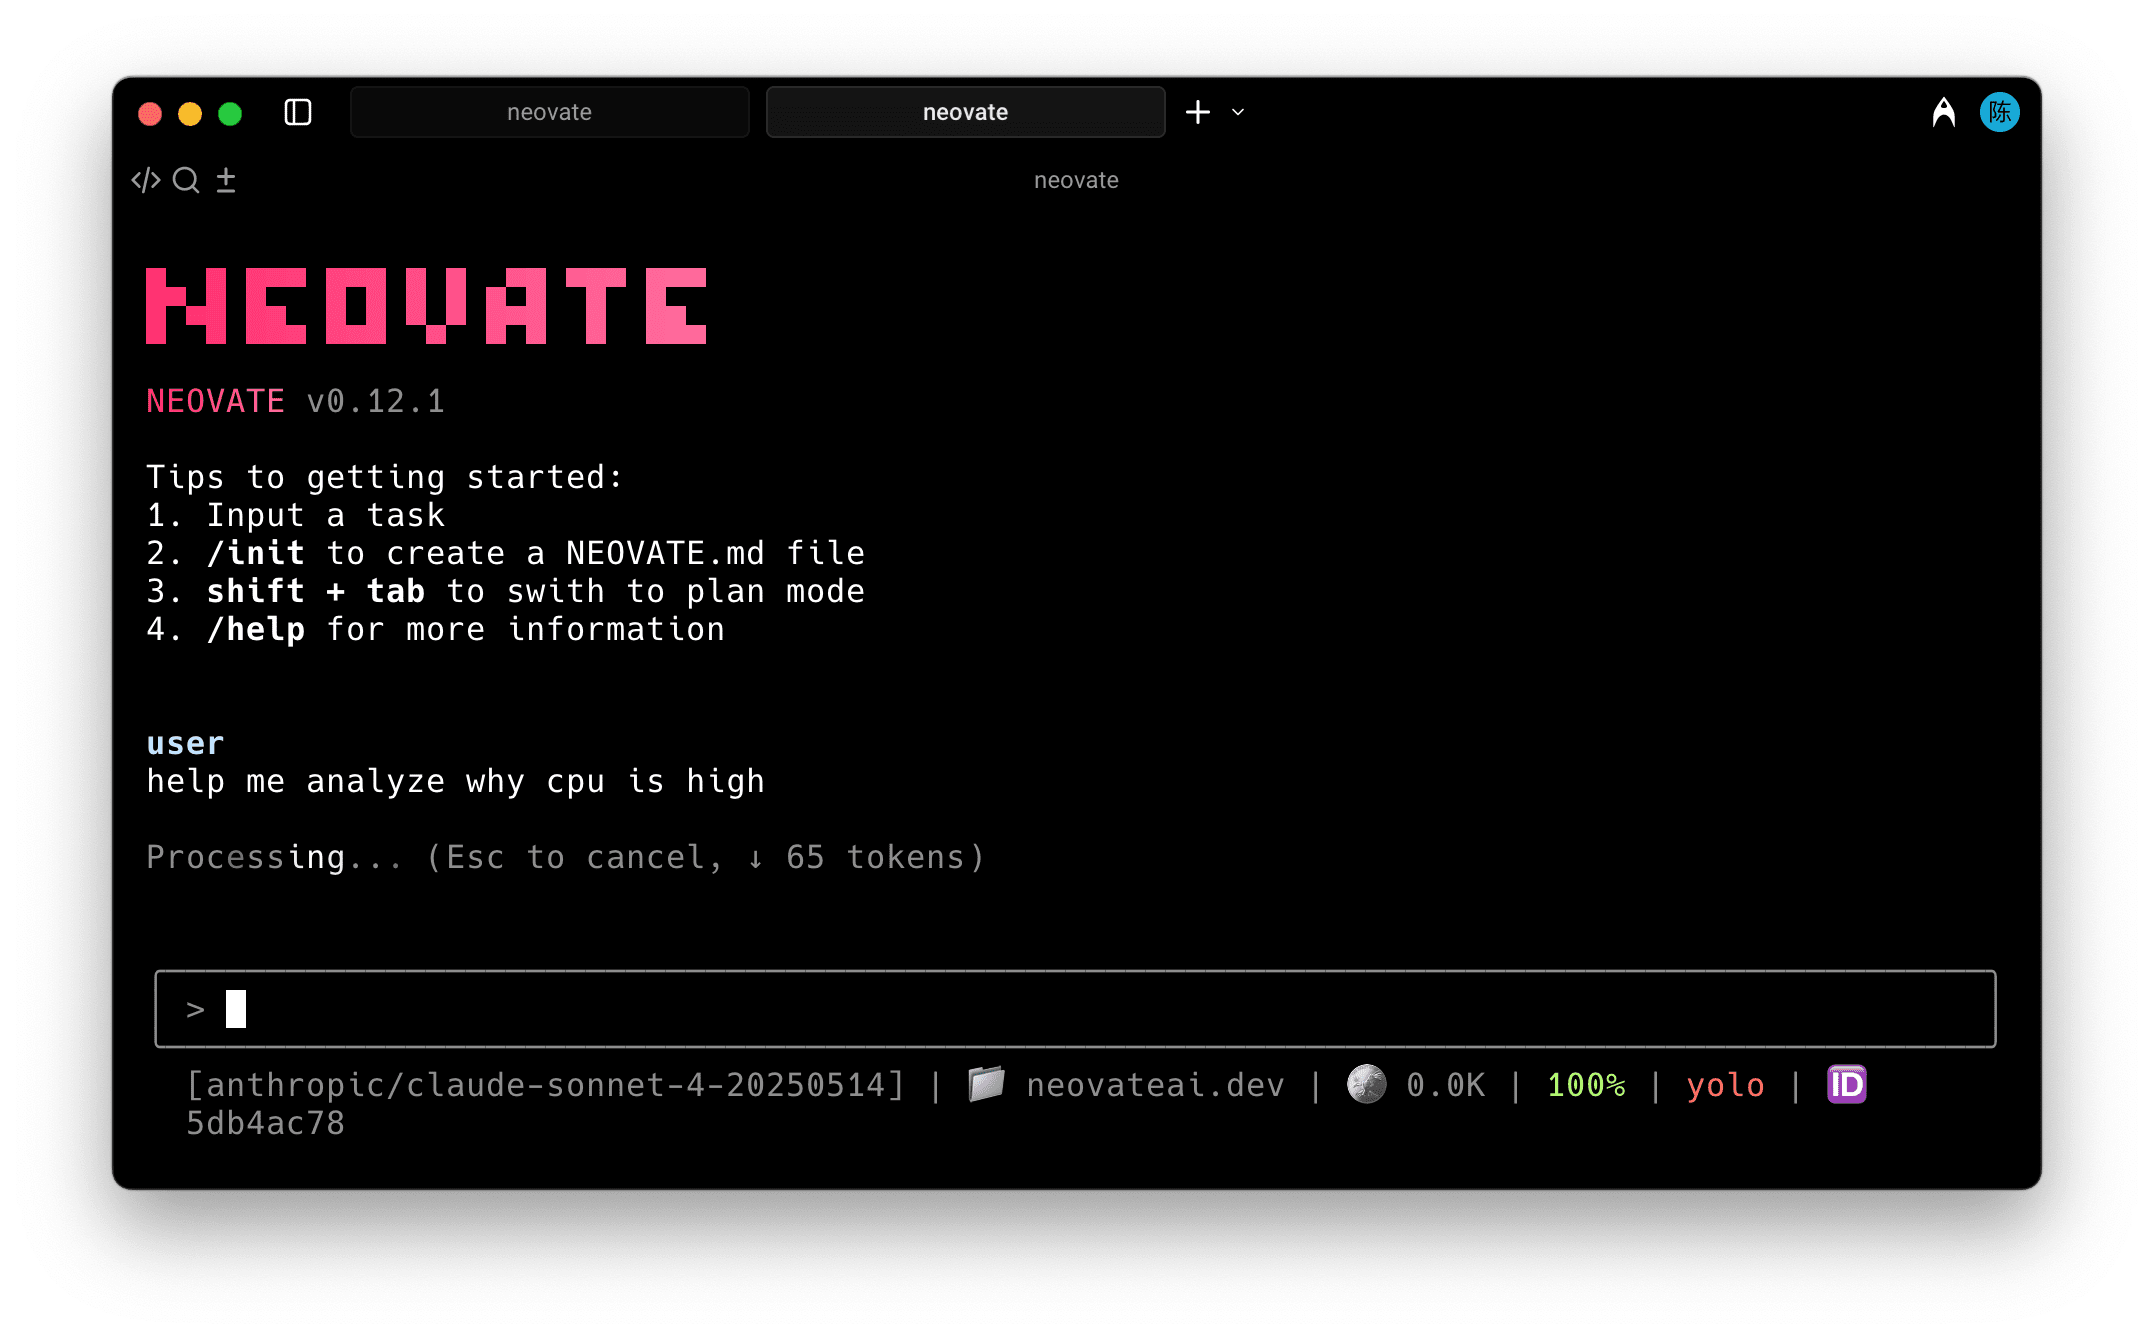 neovate
neovate
陈
neovate
NEOVATE
NEOVATE v0.12.1
Tips to getting started:
1. Input a task
2. /init to create a NEOVATE.md file
3. shift + tab to swith to plan mode
4. /help for more information
user
help me analyze why cpu is high
Processing... (Esc to cancel, ↓ 65 tokens)
>
[anthropic/claude-sonnet-4-20250514] | 📁 neovateai.dev | 🌕 0.0K | 100% | yolo | 🆔
5db4ac78